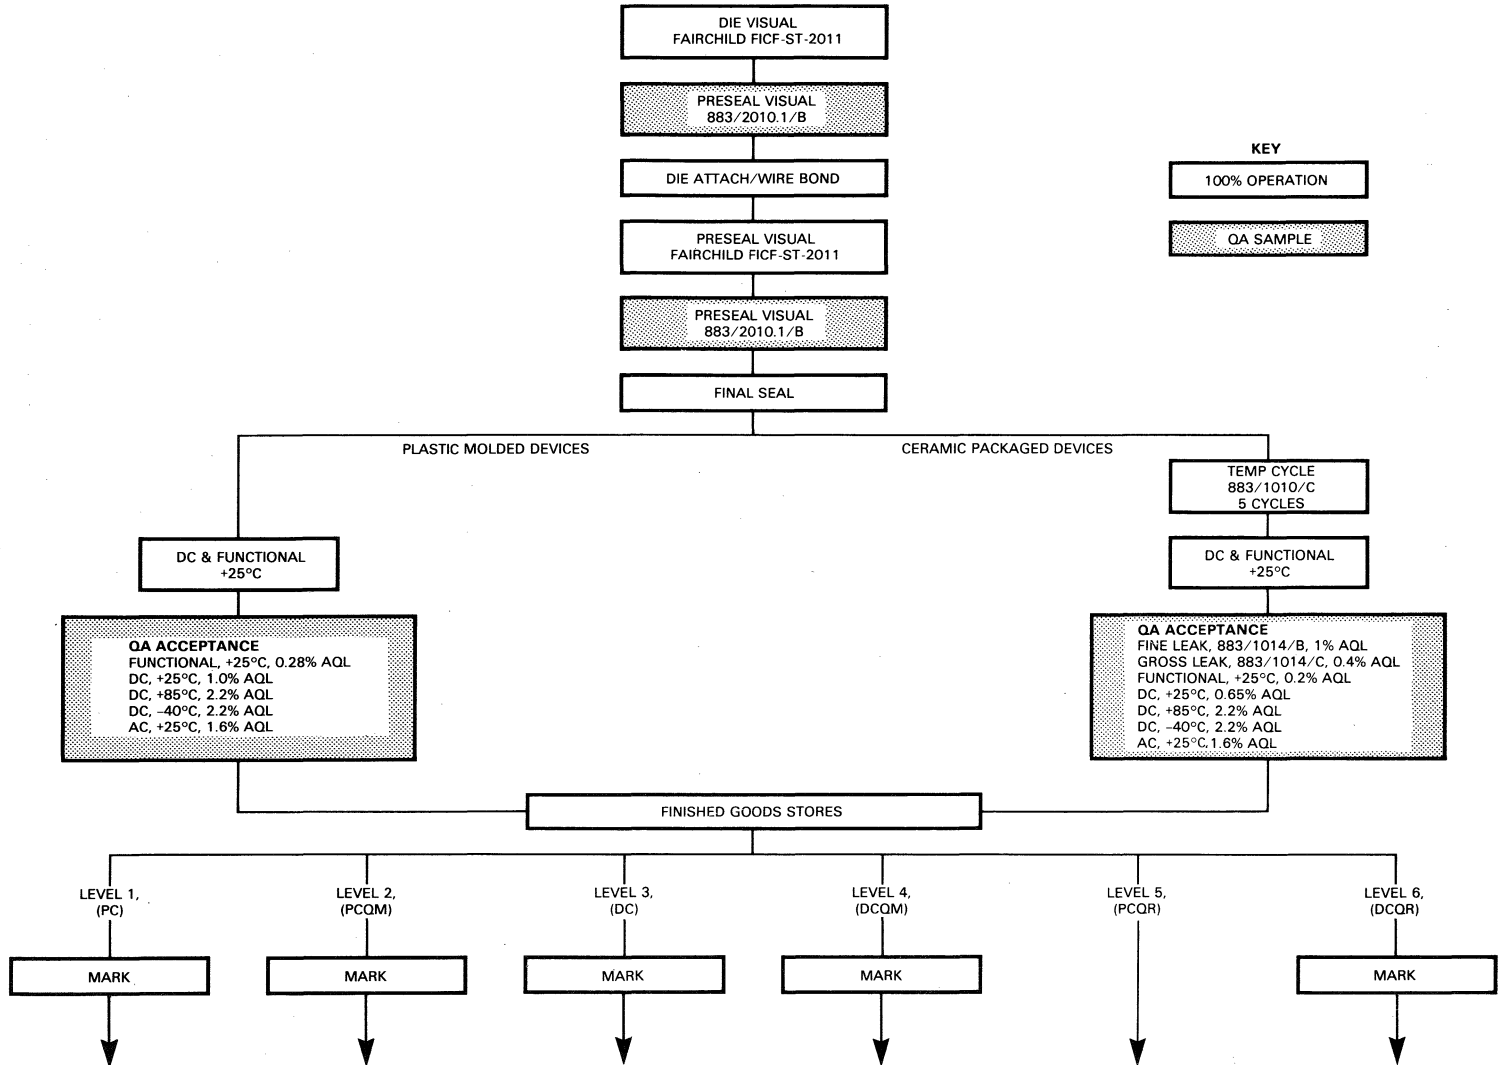 DIE VISUAL
FAIRCHILD FICF-ST-2011
PRESEAL VISUAL
883/2010.1/B
DIE ATTACH/WIRE BOND
KEY
100% OPERATION
PRESEAL VISUAL
FAIRCHILD FICF-ST-2011
QA SAMPLE
PRESEAL VISUAL
883/2010.1/B
FINAL SEAL
PLASTIC MOLDED DEVICES
CERAMIC PACKAGED DEVICES
TEMP CYCLE
883/1010/C
5 CYCLES
DC & FUNCTIONAL
+25°C
DC & FUNCTIONAL
+25°C
QA ACCEPTANCE
FUNCTIONAL, +25°C, 0.28% AQL
DC, +25°C, 1.0% AQL
DC, +85°C, 2.2% AQL
DC, -40°C, 2.2% AQL
AC, +25°C, 1.6% AQL
QA ACCEPTANCE
FINE LEAK, 883/1014/B, 1% AQL
GROSS LEAK, 883/1014/C, 0.4% AQL
FUNCTIONAL, +25°C, 0.2% AQL
DC, +25°C, 0.65% AQL
DC, +85°C, 2.2% AQL
DC, -40°C, 2.2% AQL
AC, +25°C, 1.6% AQL
FINISHED GOODS STORES
LEVEL 1,
(PC)
LEVEL 2,
(PCQM)
LEVEL 3,
(DC)
LEVEL 4,
(DCQM)
LEVEL 5,
(PCQR)
LEVEL 6,
(DCQR)
MARK
MARK
MARK
MARK
MARK